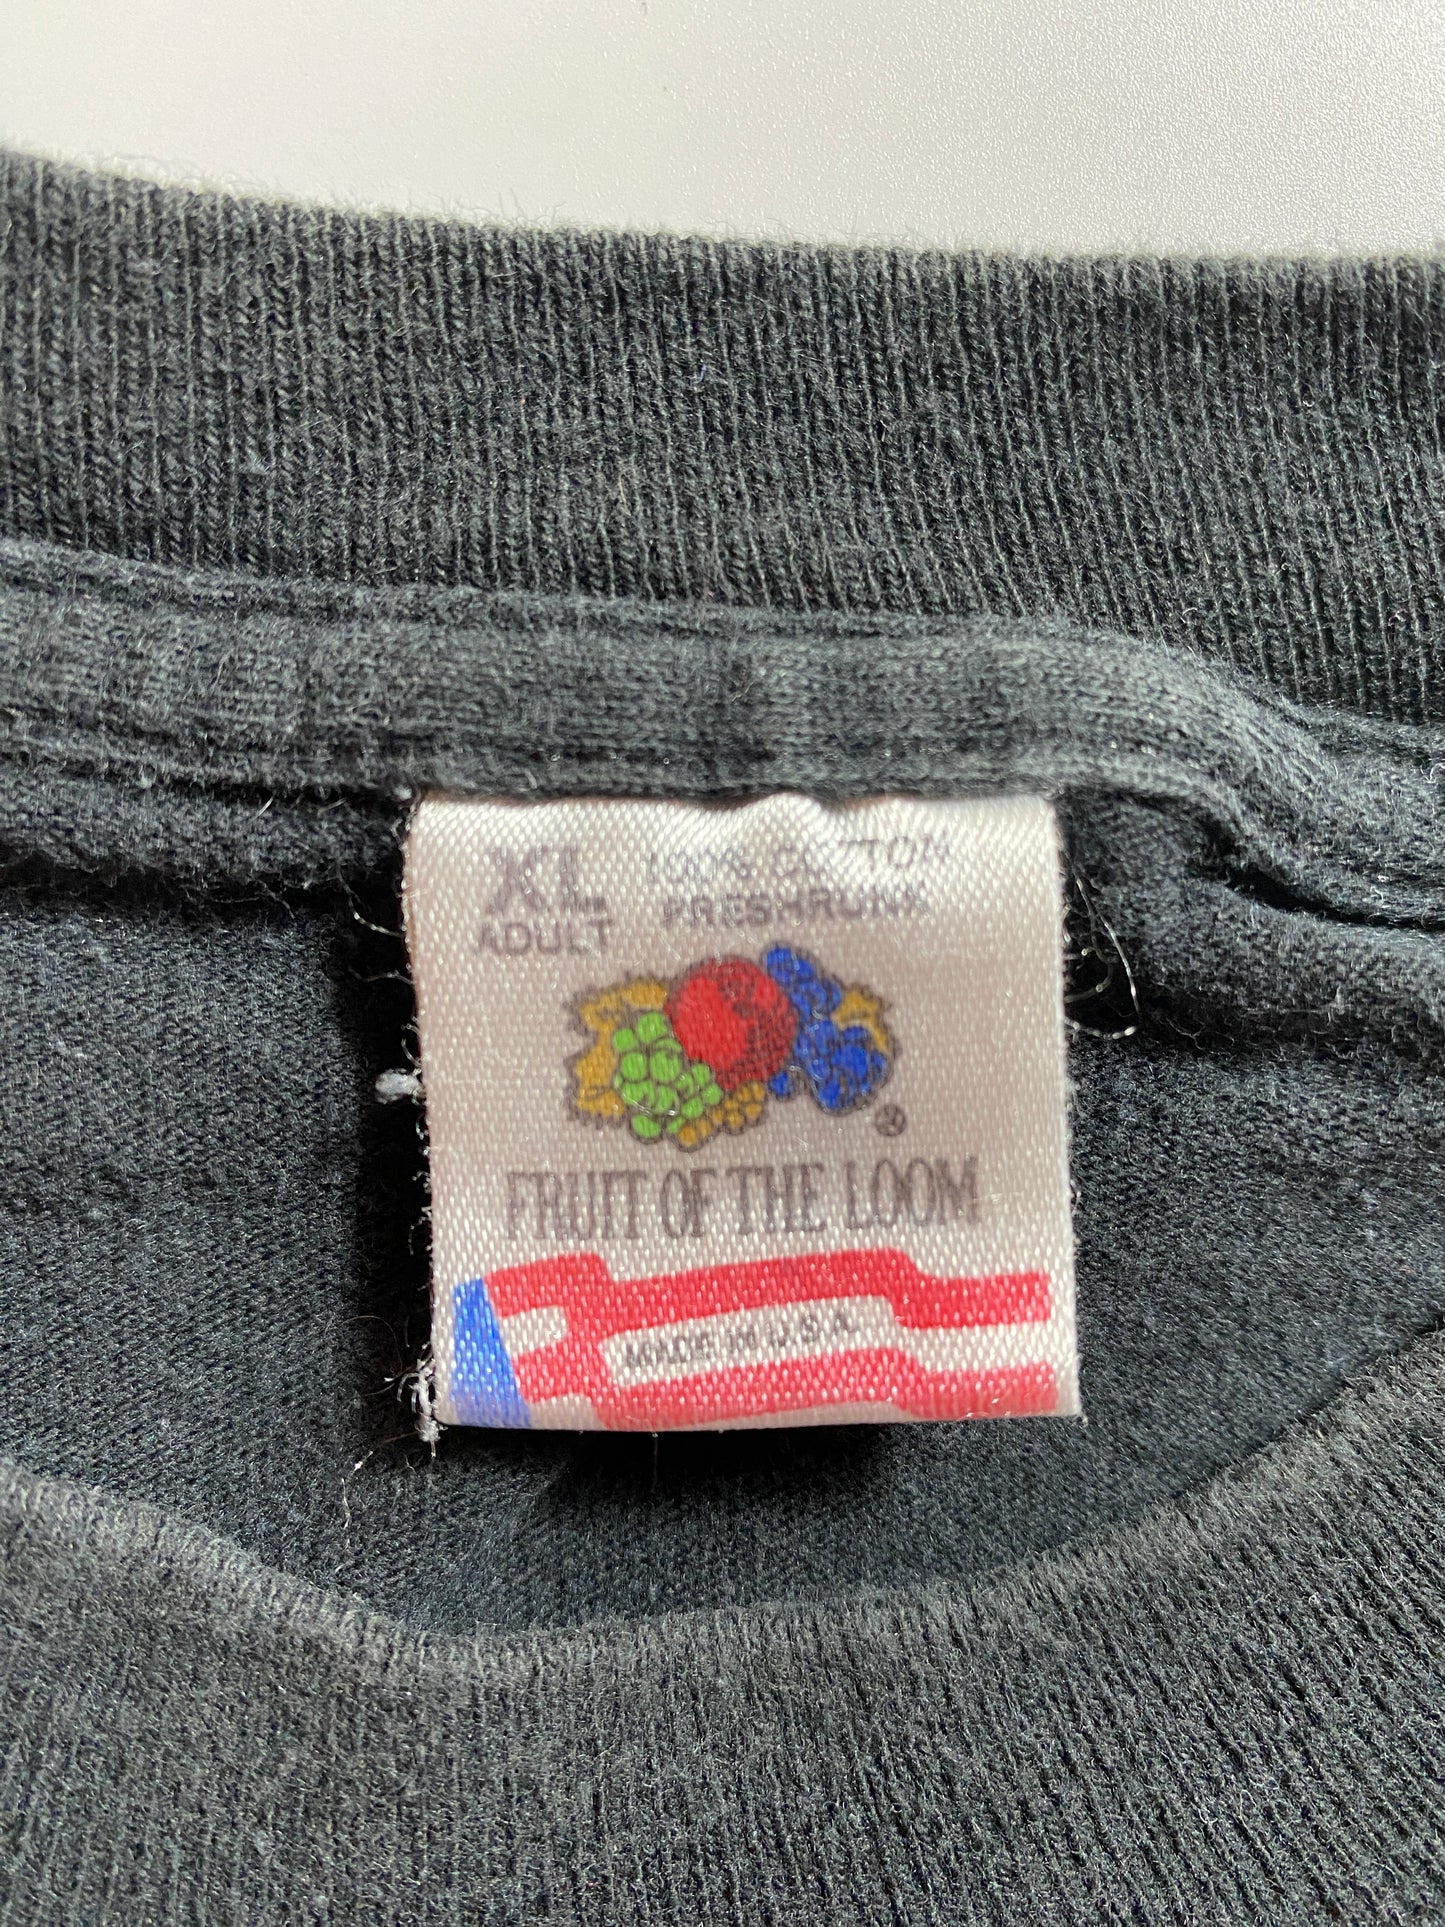 XL
ADULT
100% COTTON
PRESHRUNK
®
FRUIT OF THE LOOM
MADE IN U.S.A.